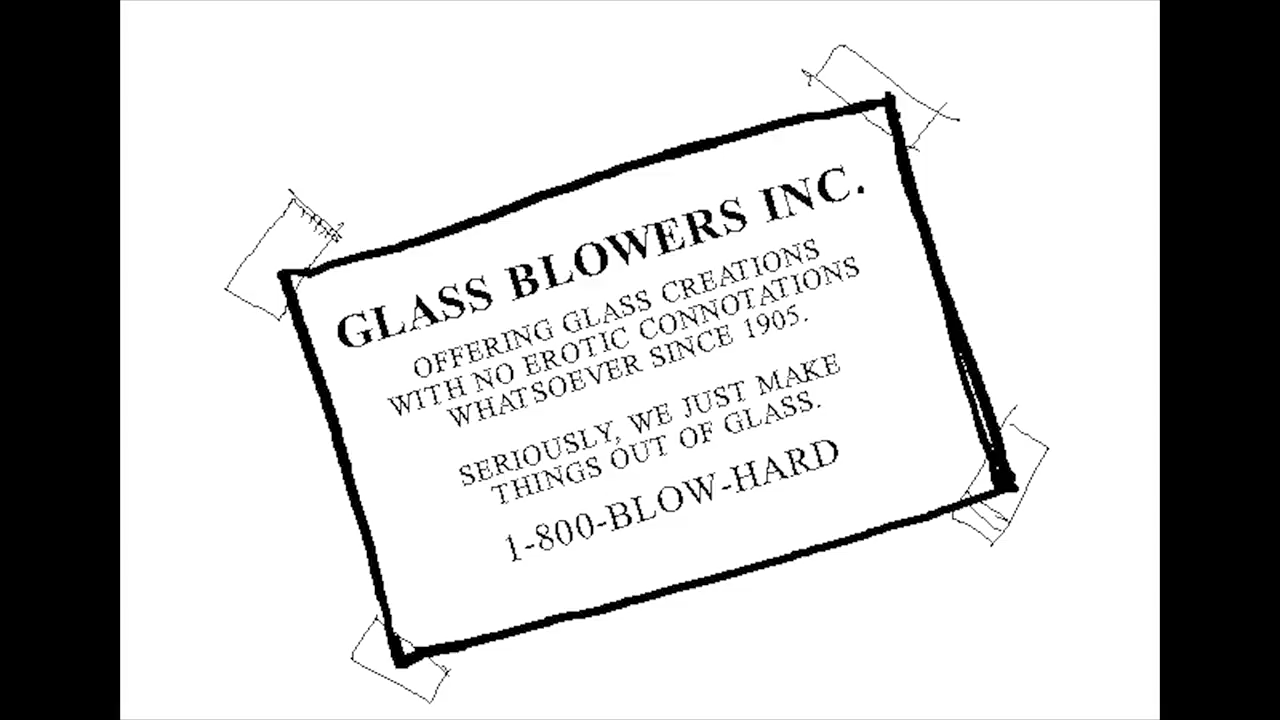 GLASS BLOWERS INC.
OFFERING GLASS CREATIONS
WITH NO EROTIC CONNOTATIONS
WHATSOEVER SINCE 1905.
SERIOUSLY, WE JUST MAKE
THINGS OUT OF GLASS.
1-800-BLOW-HARD